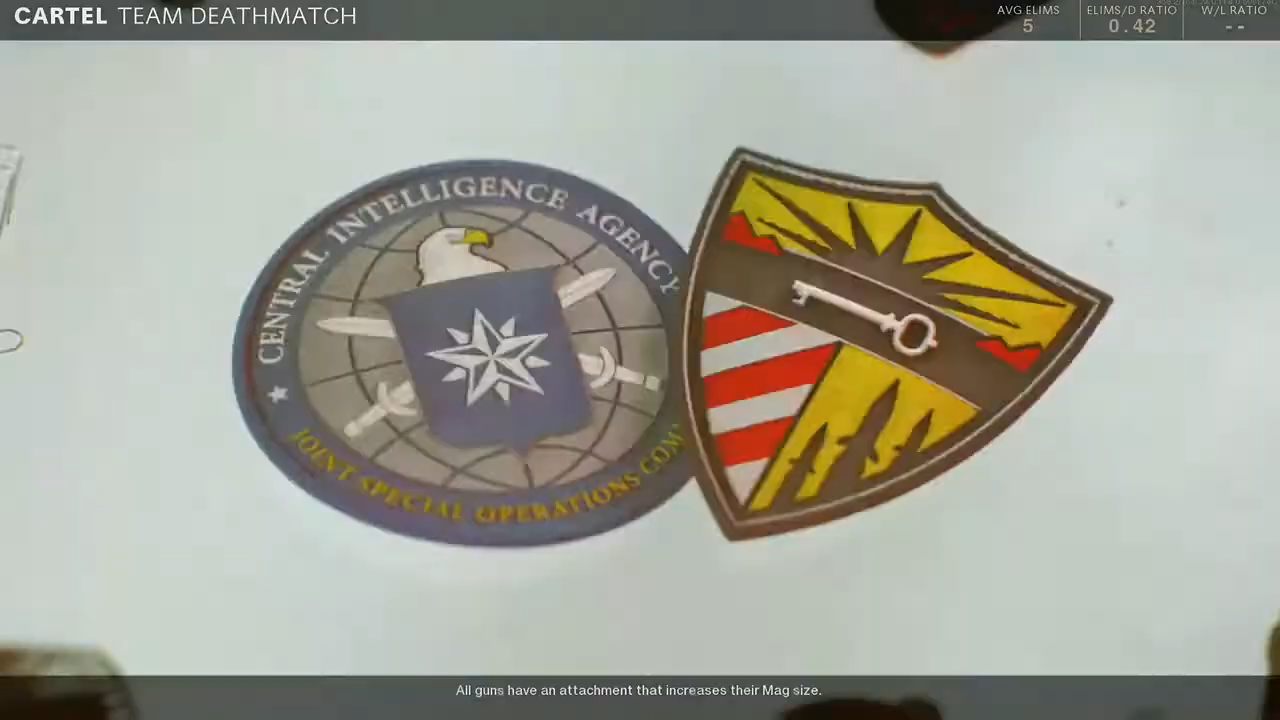 CARTEL TEAM DEATHMATCH
AVG ELIMS
5
ELIMS/D RATIO
0.42
W/L RATIO
--
CENTRAL INTELLIGENCE AGENCY
JOINT SPECIAL OPERATIONS COM
All guns have an attachment that increases their Mag size.